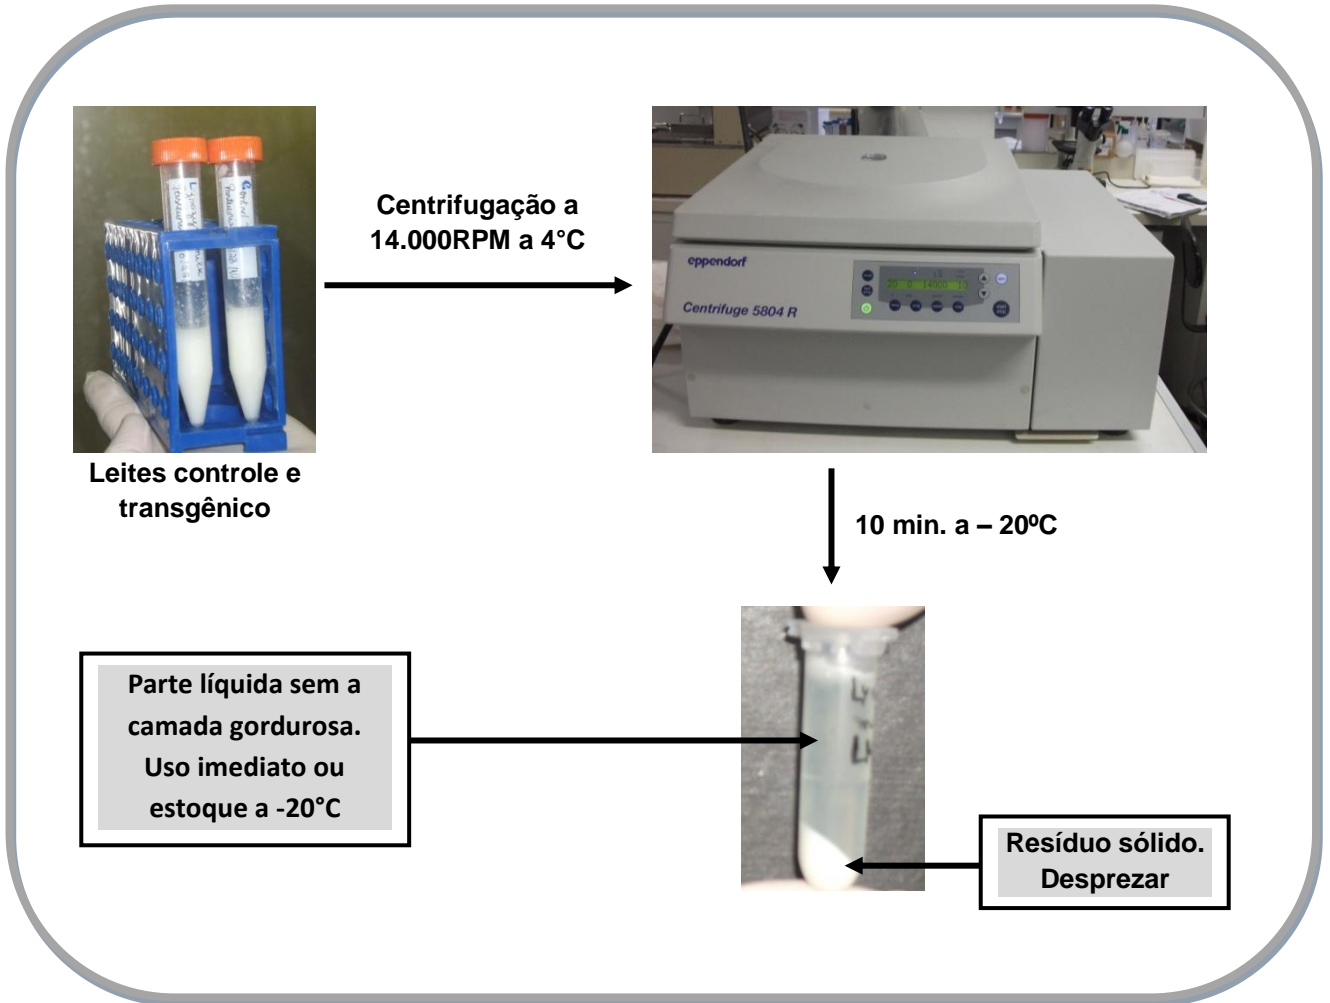 Centrifugação a
14.000RPM a 4°C
eppendorf
Centrifuge 5804 R
Leites controle e
transgênico
10 min. a – 20ºC
Parte líquida sem a
camada gordurosa.
Uso imediato ou
estoque a -20°C
Resíduo sólido.
Desprezar